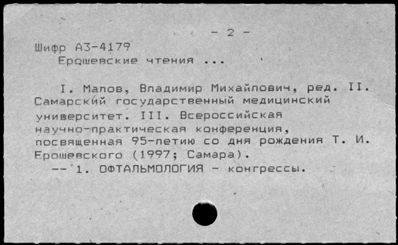 - 2 -
Шифр А3-4179
Ерошевские чтения ...
I. Малов, Владимир Михайлович, ред. II.
Самарский государственный медицинский
университет. III. Всероссийская
научно-практическая конференция,
посвященная 95-летию со дня рождения Т. И.
Ерошевского (1997; Самара).
-- 1. ОФТАЛЬМОЛОГИЯ - конгрессы.